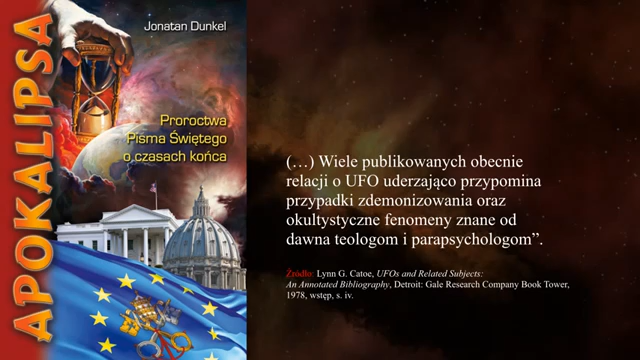 Jonatan Dunkel
APOKALIPSA
Proroctwa
Pisma Świętego
o czasach końca
(…) Wiele publikowanych obecnie
relacji o UFO uderzająco przypomina
przypadki zdemonizowania oraz
okultystyczne fenomeny znane od
dawna teologom i parapsychologom”.
Źródło: Lynn G. Catoe, UFOs and Related Subjects:
An Annotated Bibliography, Detroit: Gale Research Company Book Tower,
1978, wstęp, s. iv.